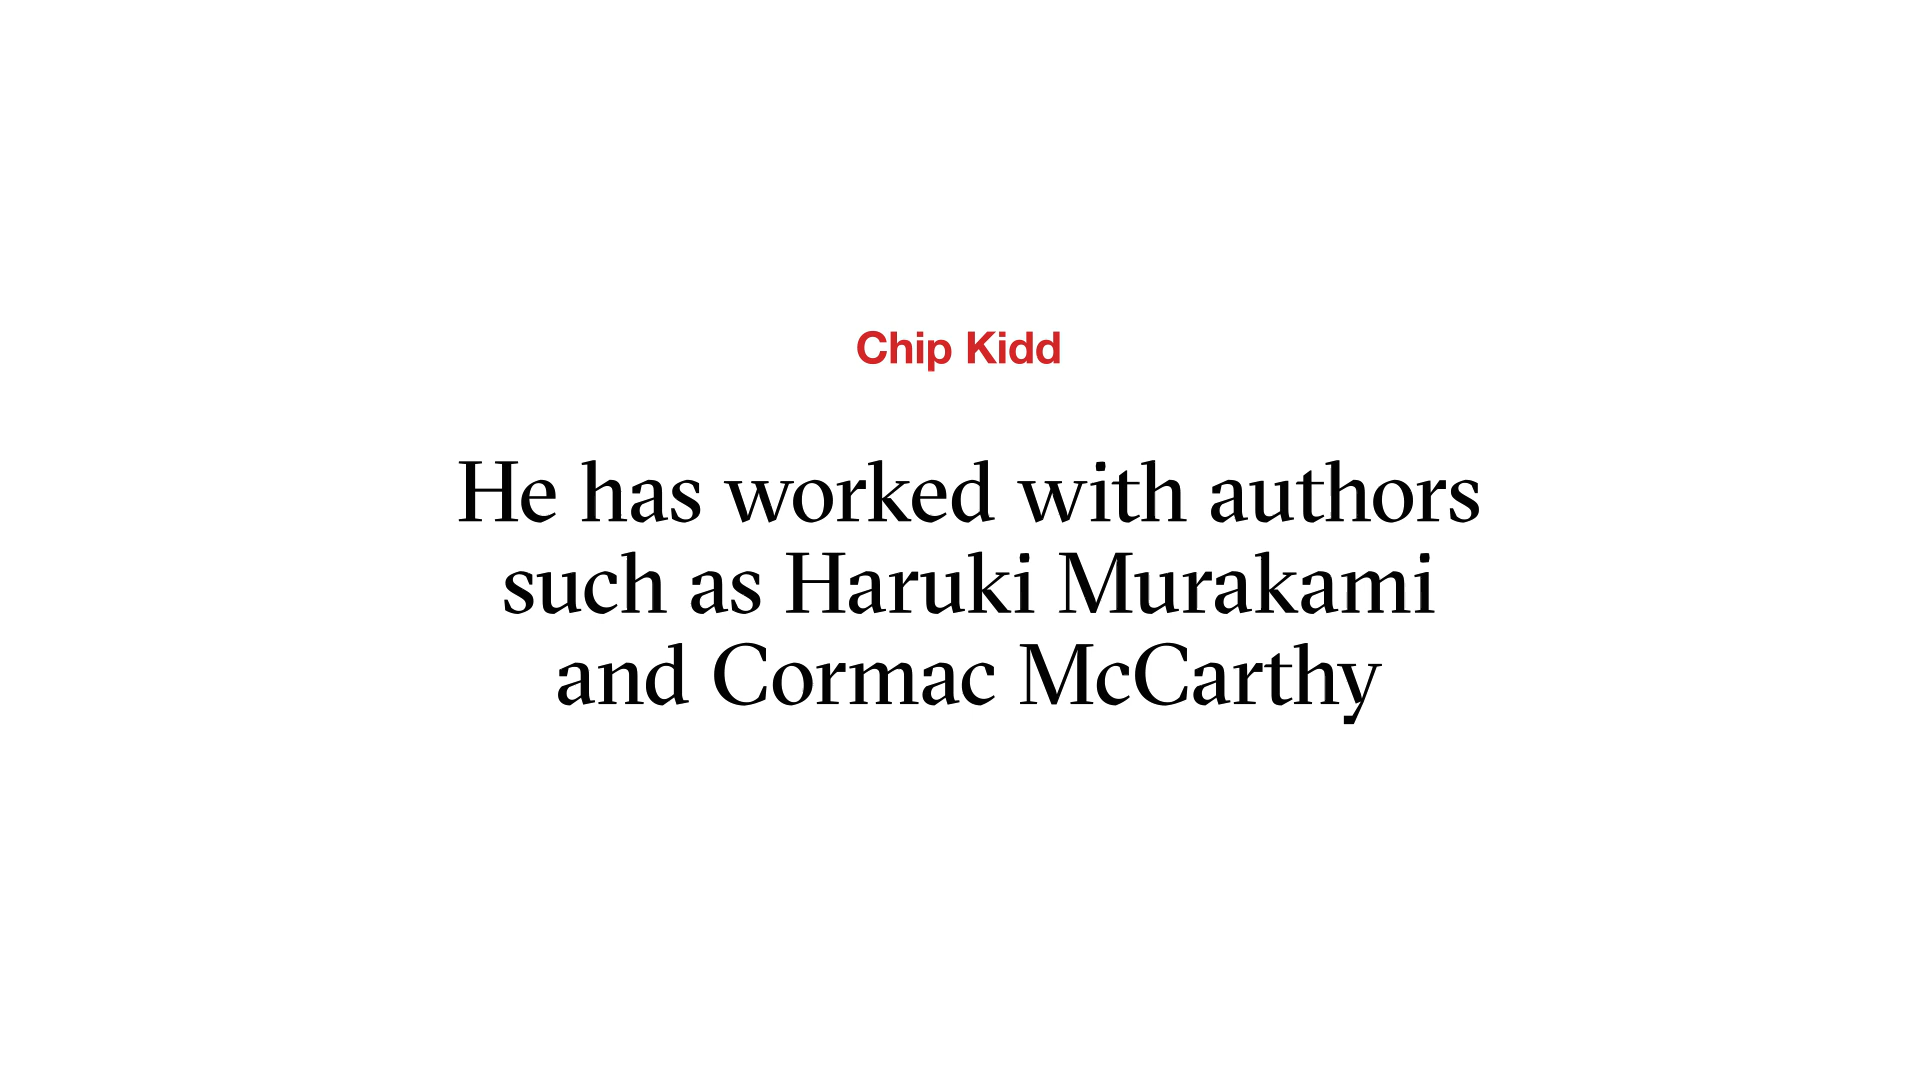 Chip Kidd
He has worked with authors
such as Haruki Murakami
and Cormac McCarthy